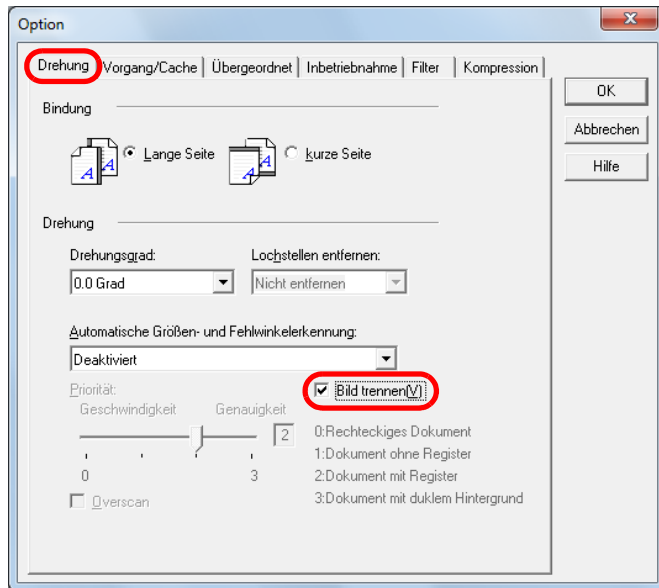 Option
Drehung Vorgang/Cache Übergeordnet Inbetriebnahme Filter Kompression
OK
Abbrechen
Hilfe
Bindung
A A Lange Seite A A kurze Seite
Drehung
Drehungsgrad: Lochstellen entfernen:
0.0 Grad Nicht entfernen
Automatische Größen- und Fehlwinkelerkennung:
Deaktiviert
Priorität: Bild trennen(V)
Geschwindigkeit Genauigkeit
2 0:Rechteckiges Dokument
1:Dokument ohne Register
0 3 2:Dokument mit Register
Overscan 3:Dokument mit duklem Hintergrund